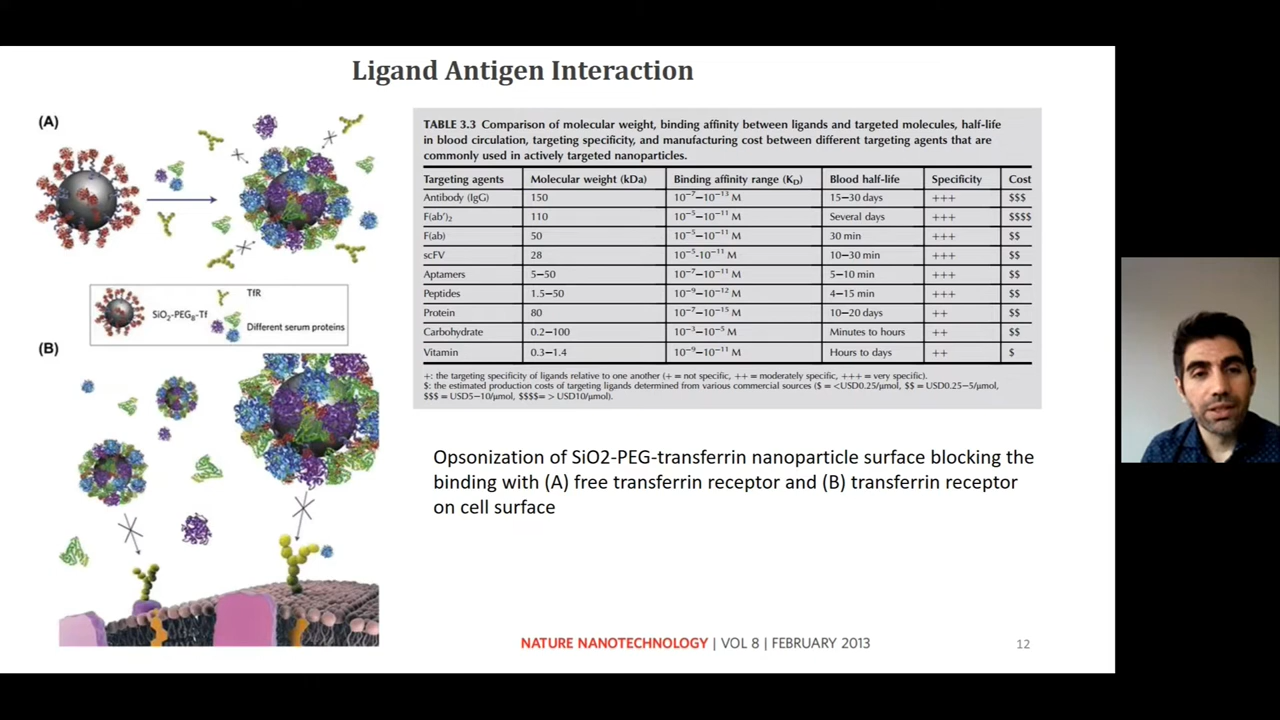 Ligand Antigen Interaction
(A)
TfR
SiO2-PEG8-Tf
Different serum proteins
(B)
TABLE 3.3 Comparison of molecular weight, binding affinity between ligands and targeted molecules, half-life
in blood circulation, targeting specificity, and manufacturing cost between different targeting agents that are
commonly used in actively targeted nanoparticles.
Targeting agents Molecular weight (kDa) Binding affinity range (KD) Blood half-life Specificity Cost
Antibody (IgG) 150 10−7–10−13 M 15–30 days +++ $$$
F(ab')2 110 10−5–10−11 M Several days +++ $$$$
F(ab) 50 10−5–10−11 M 30 min +++ $$
scFV 28 10−5-10−11 M 10–30 min +++ $$
Aptamers 5–50 10−7–10−11 M 5–10 min +++ $$
Peptides 1.5–50 10−9–10−12 M 4–15 min +++ $$
Protein 80 10−7–10−15 M 10–20 days ++ $$
Carbohydrate 0.2–100 10−3–10−5 M Minutes to hours ++ $$
Vitamin 0.3–1.4 10−9–10−11 M Hours to days ++ $
+: the targeting specificity of ligands relative to one another (+ = not specific, ++ = moderately specific, +++ = very specific).
$: the estimated production costs of targeting ligands determined from various commercial sources ($ = <USD0.25/μmol, $$ = USD0.25–5/μmol,
$$$ = USD5–10/μmol, $$$$= > USD10/μmol).
Opsonization of SiO2-PEG-transferrin nanoparticle surface blocking the
binding with (A) free transferrin receptor and (B) transferrin receptor
on cell surface
NATURE NANOTECHNOLOGY | VOL 8 | FEBRUARY 2013
12